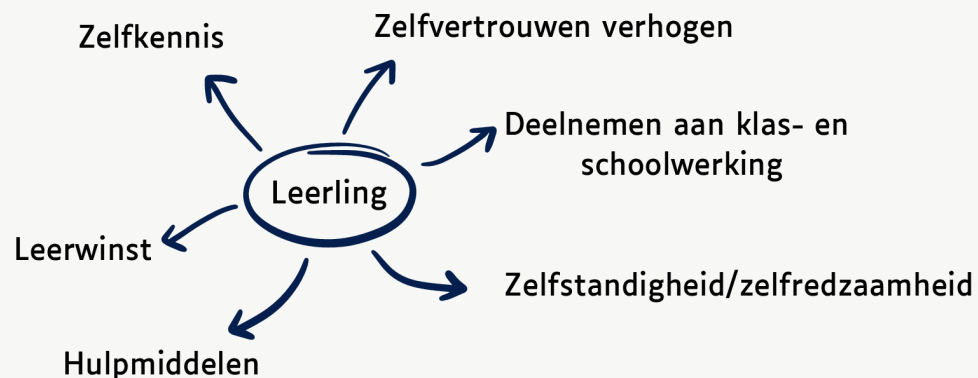 Zelfkennis
Zelfvertrouwen verhogen
Deelnemen aan klas- en
schoolwerking
Leerling
Leerwinst
Zelfstandigheid/zelfredzaamheid
Hulpmiddelen